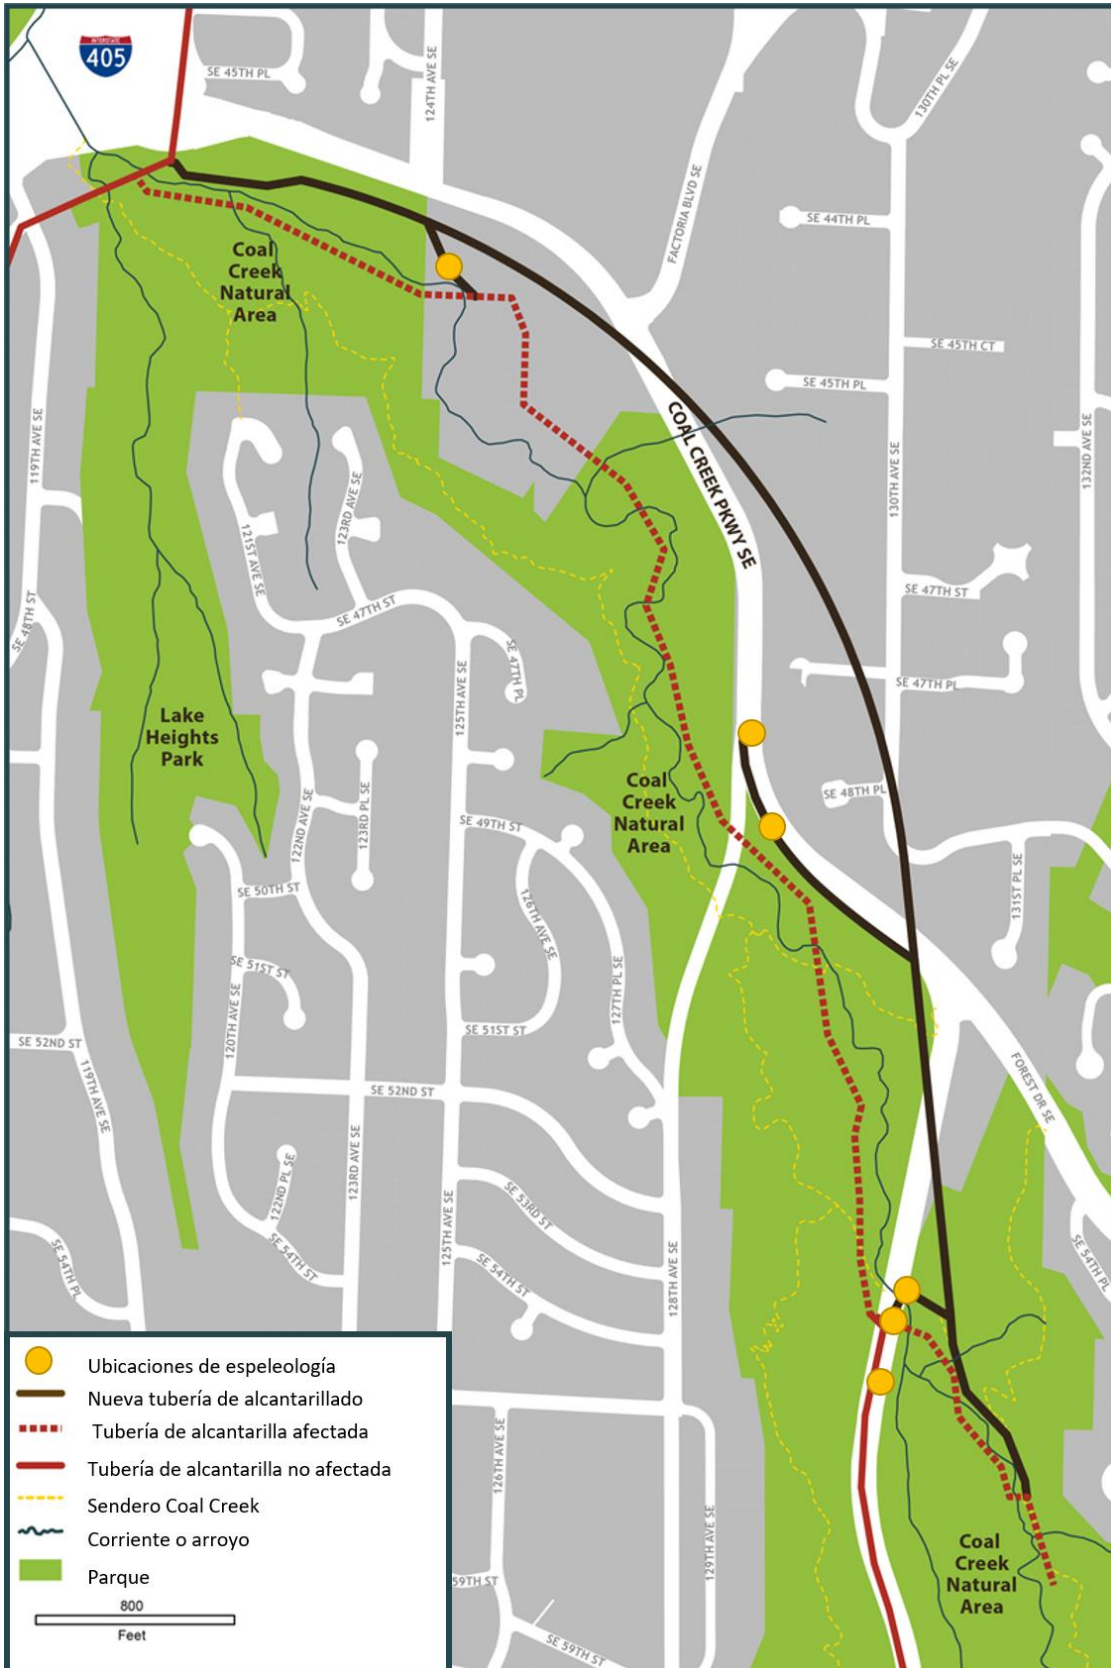 INTERSTATE
405
SE 45TH PL
124TH AVE SE
130TH PL SE
FACTORIA BLVD SE
SE 44TH PL
Coal
Creek
Natural
Area
SE 45TH CT
SE 45TH PL
COAL CREEK PKWY SE
119TH AVE SE
130TH AVE SE
132ND AVE SE
121ST AVE SE
123RD AVE SE
SE 47TH ST
SE 47TH ST
SE 48TH ST
SE 47TH PL
SE 47TH PL
125TH AVE SE
Lake
Heights
Park
Coal
Creek
Natural
Area
SE 48TH PL
123RD PL SE
122ND AVE SE
SE 49TH ST
SE 50TH ST
126TH AVE SE
131ST PL SE
SE 51ST ST
127TH PL SE
120TH AVE SE
SE 51ST ST
SE 52ND ST
119TH AVE SE
SE 52ND ST
FOREST DR SE
123RD AVE SE
122ND PL SE
SE 53RD ST
125TH AVE SE
SE 54TH ST
SE 54TH ST
SE 54TH PL
128TH AVE SE
SE 54TH PL
Ubicaciones de espeleología
Nueva tubería de alcantarillado
Tubería de alcantarilla afectada
Tubería de alcantarilla no afectada
Sendero Coal Creek
Corriente o arroyo
Parque
800
Feet
126TH AVE SE
129TH AVE SE
59TH ST
SE 59TH ST
Coal
Creek
Natural
Area